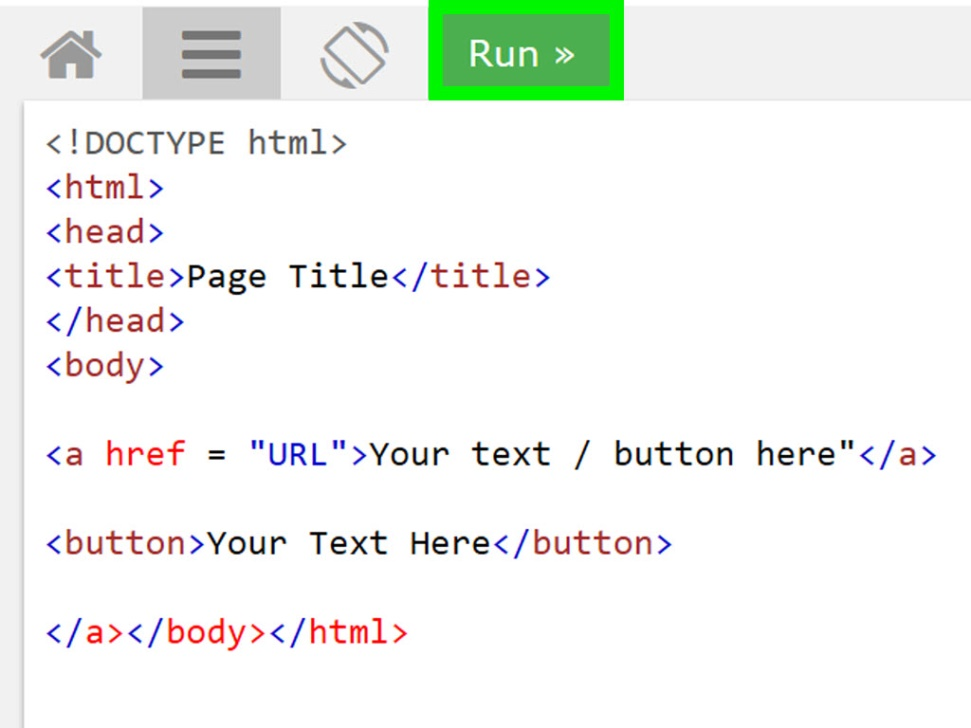 Run »
<!DOCTYPE html>
<html>
<head>
<title>Page Title</title>
</head>
<body>
<a href = "URL">Your text / button here"</a>
<button>Your Text Here</button>
</a></body></html>